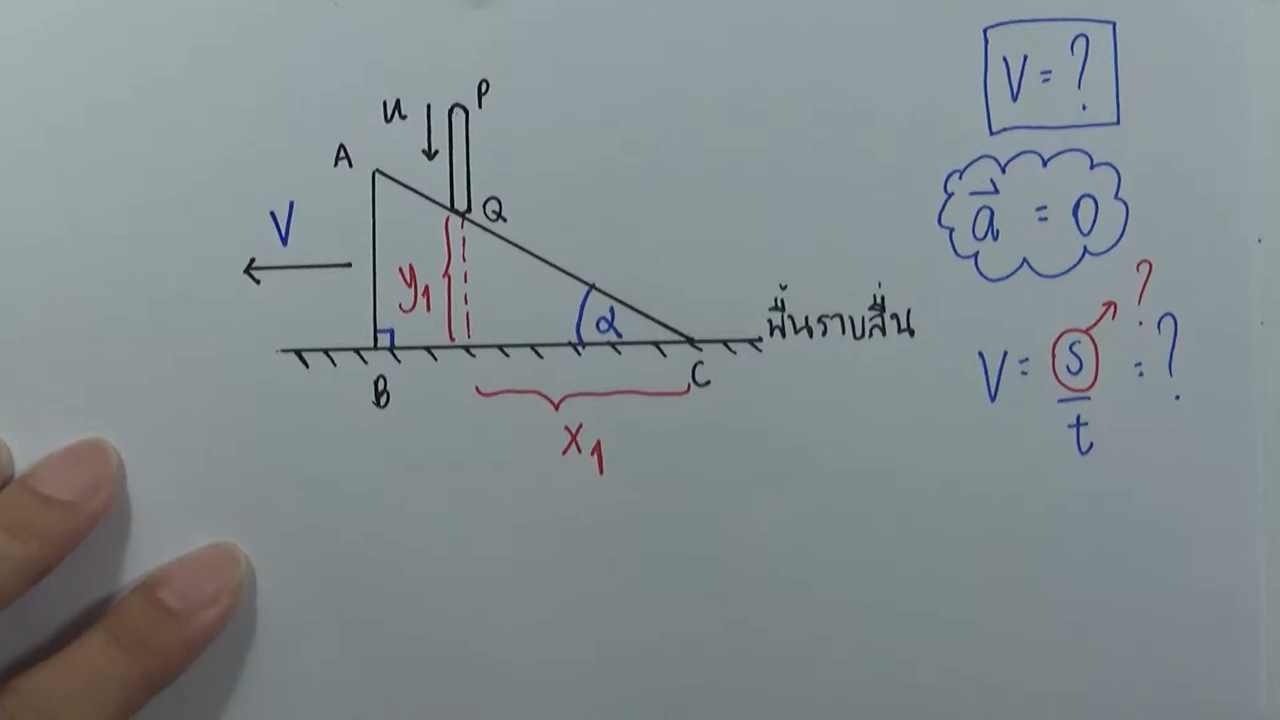 V = ?
u
P
A
a = 0
V
Q
y₁
α
พื้นราบลื่น
V = s/t = ?
?
B
C
x₁